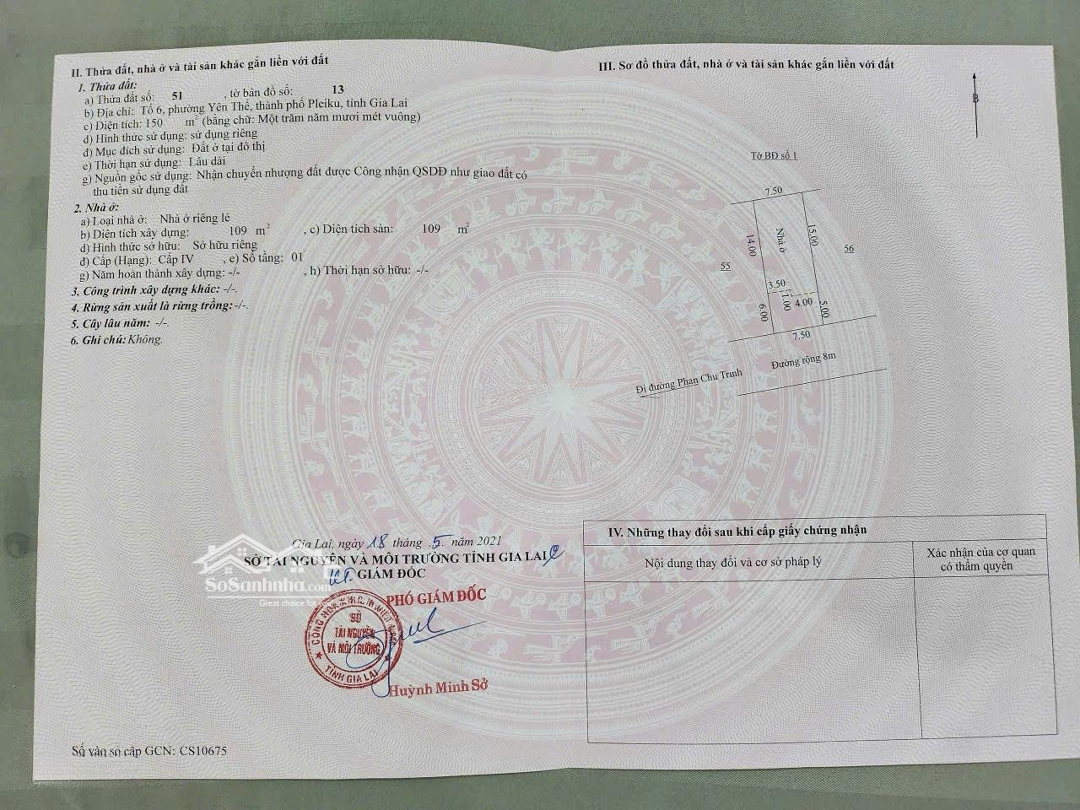 II. Thửa đất, nhà ở và tài sản khác gắn liền với đất
1. Thửa đất:
a) Thửa đất số: 51 , tờ bản đồ số: 13
b) Địa chỉ: Tổ 6, phường Yên Thế, thành phố Pleiku, tỉnh Gia Lai
c) Diện tích: 150 m² (bằng chữ: Một trăm năm mươi mét vuông)
d) Hình thức sử dụng: sử dụng riêng
đ) Mục đích sử dụng: Đất ở tại đô thị
e) Thời hạn sử dụng: Lâu dài
g) Nguồn gốc sử dụng: Nhận chuyển nhượng đất được Công nhận QSDĐ như giao đất có
thu tiền sử dụng đất
2. Nhà ở:
a) Loại nhà ở: Nhà ở riêng lẻ
b) Diện tích xây dựng: 109 m² , c) Diện tích sàn: 109 m²
d) Hình thức sở hữu: Sở hữu riêng
đ) Cấp (Hạng): Cấp IV , e) Số tầng: 01
g) Năm hoàn thành xây dựng: -/- , h) Thời hạn sở hữu: -/-
3. Công trình xây dựng khác: -/-.
4. Rừng sản xuất là rừng trồng: -/-.
5. Cây lâu năm: -/-.
6. Ghi chú: Không.
Gia Lai, ngày 18 tháng 5 năm 2021
SỞ TÀI NGUYÊN VÀ MÔI TRƯỜNG TỈNH GIA LAI
KT GIÁM ĐỐC
PHÓ GIÁM ĐỐC
SỞ
TÀI NGUYÊN
VÀ MÔI TRƯỜNG
TỈNH GIA LAI
Huỳnh Minh Sở
SoSanhnha.com
Số vào sổ cấp GCN: CS10675
III. Sơ đồ thửa đất, nhà ở và tài sản khác gắn liền với đất
B
Tờ BĐ số 1
7.50
14.00
Nhà ở
15.00
55
56
3.50
1.00
4.00
6.00
5.00
7.50
Đường rộng 8m
Đi đường Phan Chu Trinh
IV. Những thay đổi sau khi cấp giấy chứng nhận
Nội dung thay đổi và cơ sở pháp lý
Xác nhận của cơ quan
có thẩm quyền